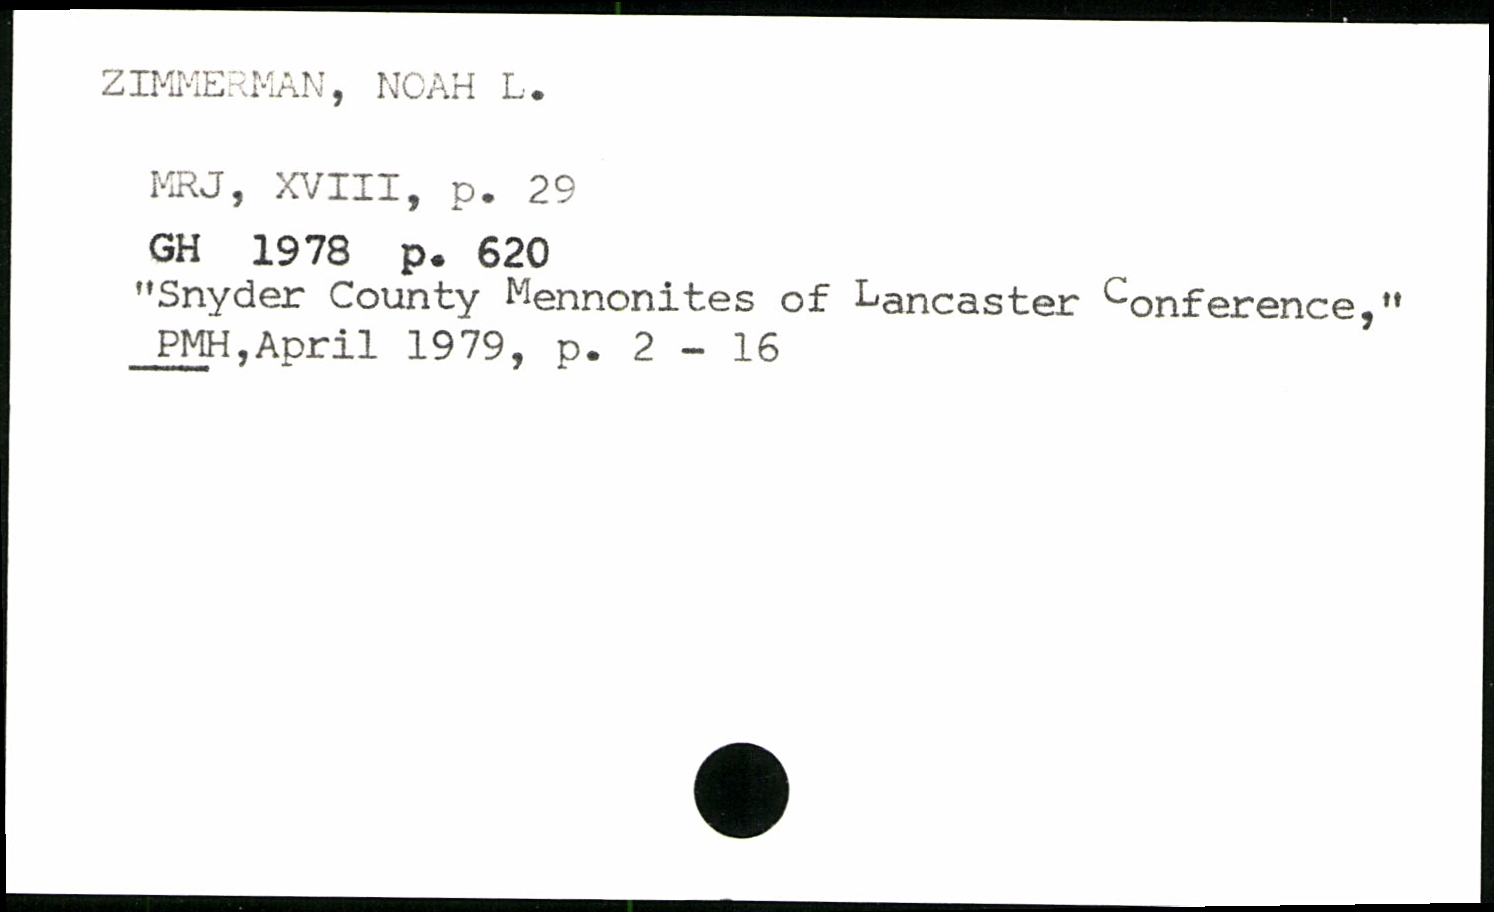 ZIMMERMAN, NOAH L.
MRJ, XVIII, p. 29
GH 1978 p. 620
"Snyder County Mennonites of Lancaster Conference,"
PMH,April 1979, p. 2 - 16